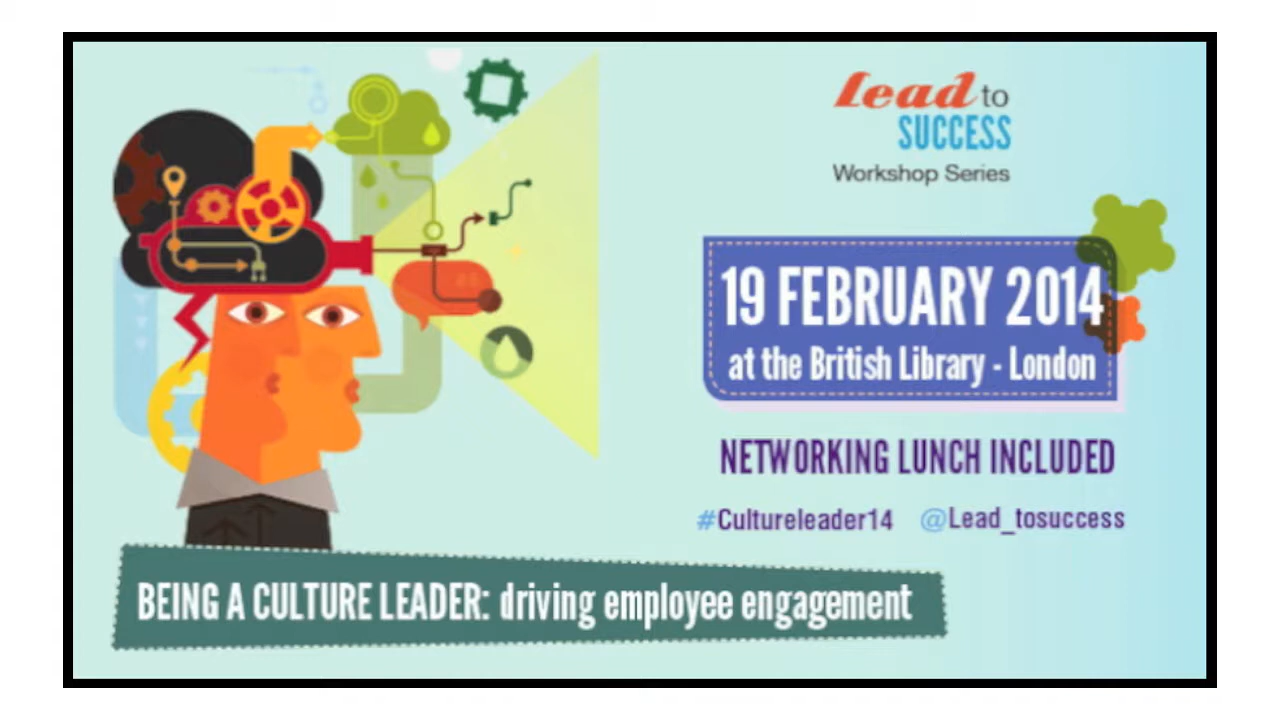 Lead to
SUCCESS
Workshop Series
19 FEBRUARY 2014
at the British Library - London
NETWORKING LUNCH INCLUDED
#Cultureleader14 @Lead_tosuccess
BEING A CULTURE LEADER: driving employee engagement